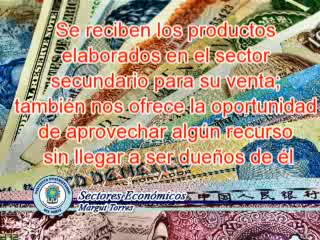 Se reciben los productos
elaborados en el sector
secundario para su venta;
también nos ofrece la oportunidad
de aprovechar algún recurso
sin llegar a ser dueños de él
Sectores Económicos
Margut Torres